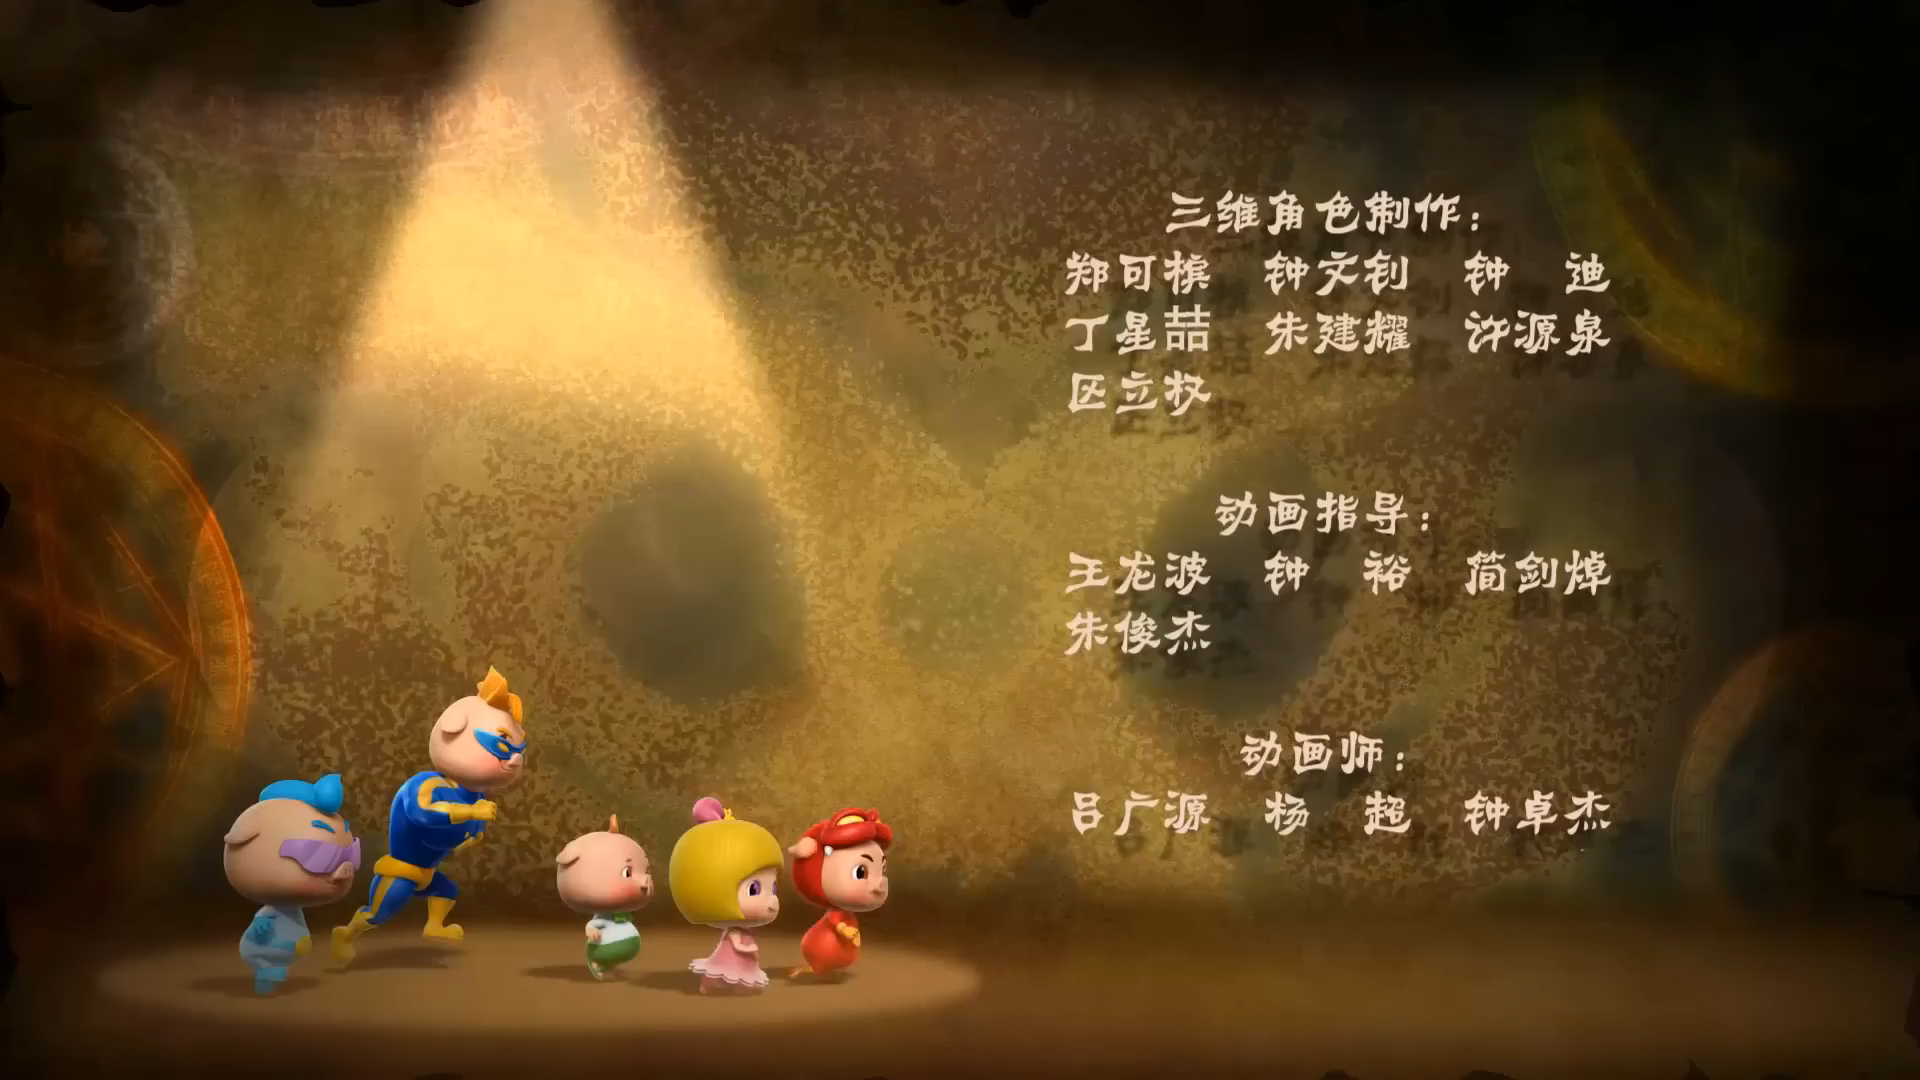 三维角色制作：
郑可槟 钟文钊 钟 迪
丁星喆 朱建耀 许源泉
区立权
动画指导：
王龙波 钟 裕 简剑焯
朱俊杰
动画师：
吕广源 杨 超 钟卓杰